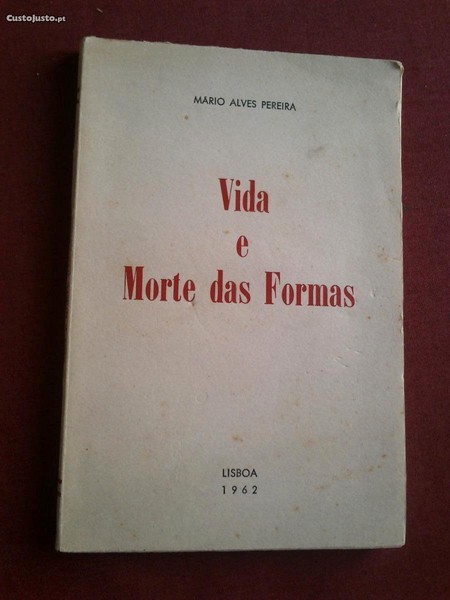 CustoJusto.pt
MÁRIO ALVES PEREIRA
Vida
e
Morte das Formas
LISBOA
1962